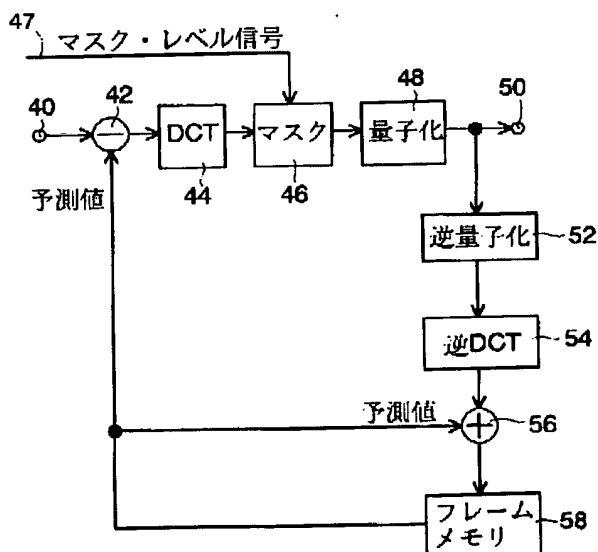 47
マスク・レベル信号
40
42
DCT
44
マスク
46
48
量子化
50
予測値
逆量子化
52
逆DCT
54
予測値
56
フレーム
メモリ
58